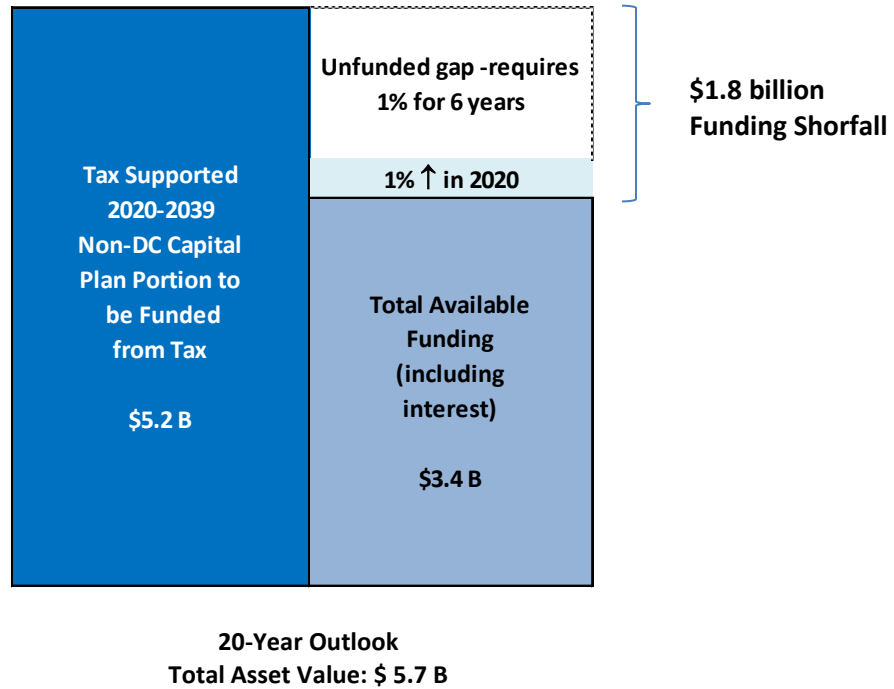 Tax Supported
2020-2039
Non-DC Capital
Plan Portion to
be Funded
from Tax
$5.2 B
Unfunded gap -requires
1% for 6 years
1% ↑ in 2020
Total Available
Funding
(including
interest)
$3.4 B
$1.8 billion
Funding Shorfall
20-Year Outlook
Total Asset Value: $ 5.7 B